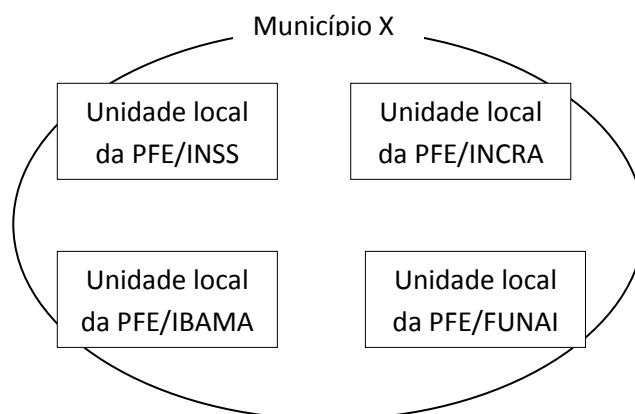 Município X
Unidade local
da PFE/INSS
Unidade local
da PFE/INCRA
Unidade local
da PFE/IBAMA
Unidade local
da PFE/FUNAI